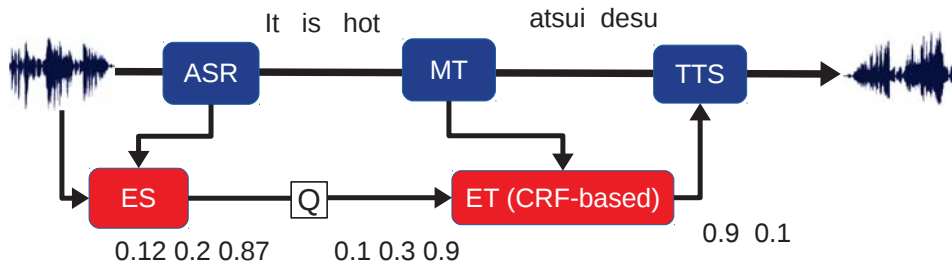 It is hot
atsui desu
ASR
MT
TTS
ES
Q
ET (CRF-based)
0.12 0.2 0.87
0.1 0.3 0.9
0.9 0.1